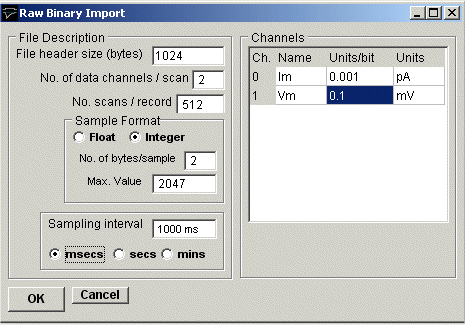 Raw Binary Import
File Description
File header size (bytes) 1024
No. of data channels / scan 2
No. scans / record 512
Sample Format
Float Integer
No. of bytes/sample 2
Max. Value 2047
Sampling interval 1000 ms
msecs secs mins
OK Cancel
Channels
Ch. Name Units/bit Units
0 Im 0.001 pA
1 Vm 0.1 mV